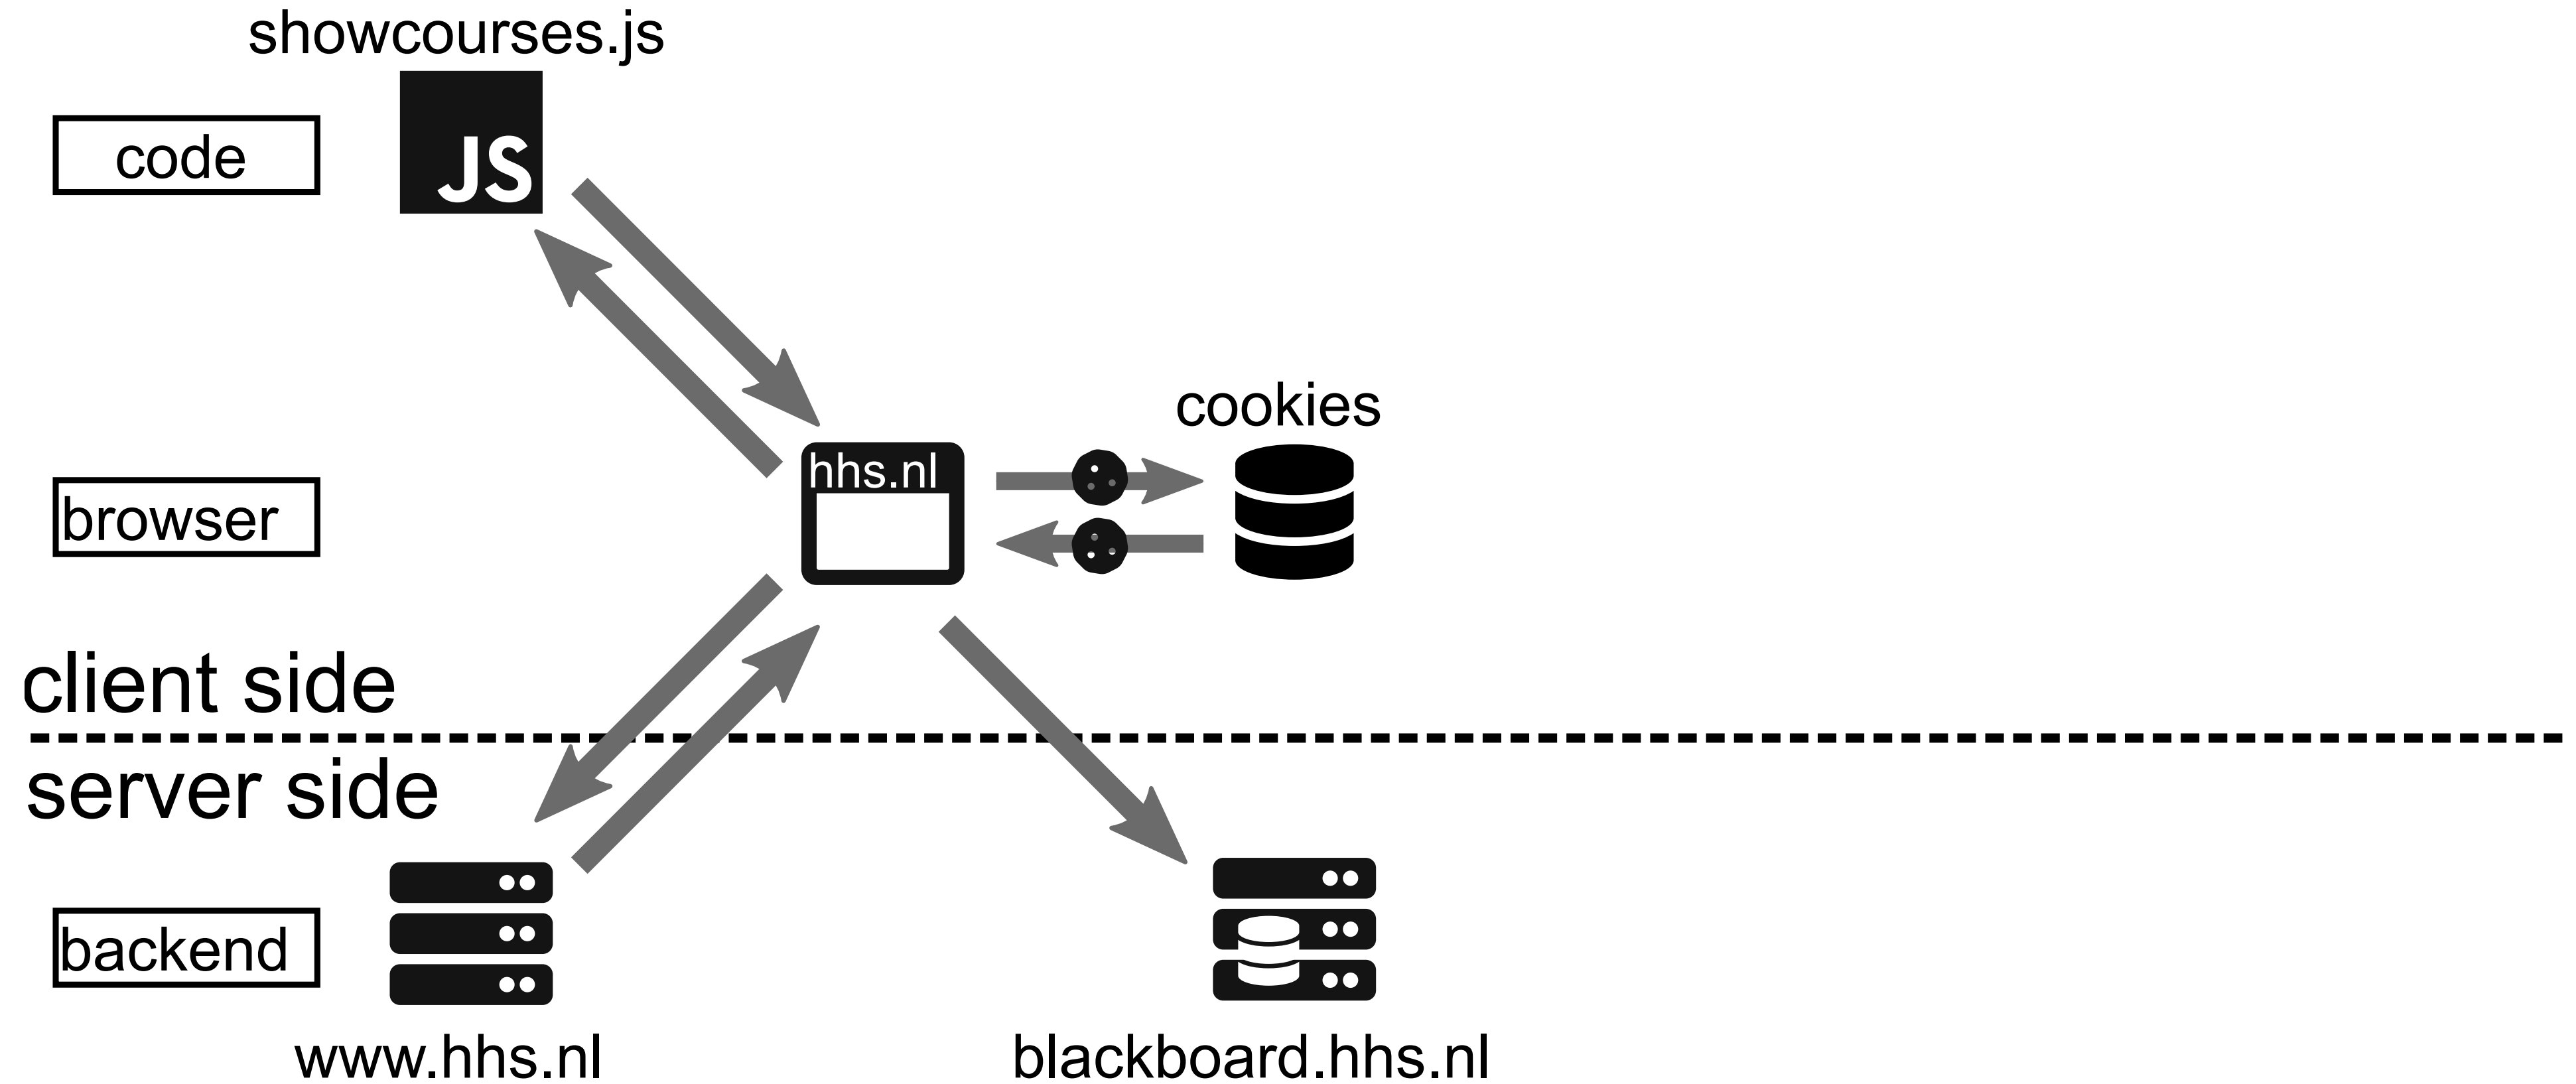 showcourses.js
JS
code
cookies
hhs.nl
browser
client side
server side
backend
www.hhs.nl
blackboard.hhs.nl